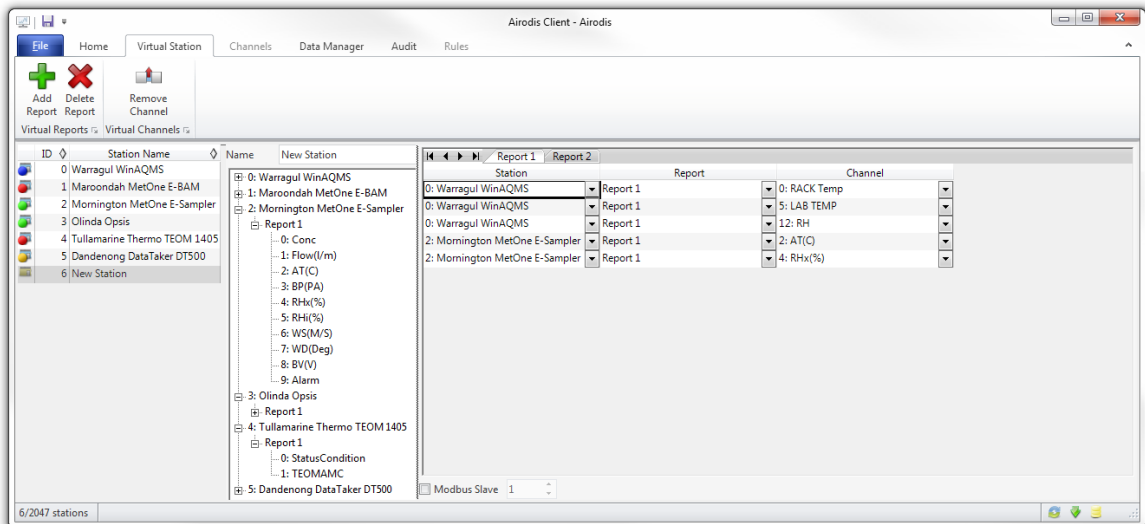 Airodis Client - Airodis
File Home Virtual Station Channels Data Manager Audit Rules
Add Report Delete Report Remove Channel
Virtual Reports Virtual Channels
ID Station Name
0 Warragul WinAQMS
1 Maroondah MetOne E-BAM
2 Mornington MetOne E-Sampler
3 Olinda Opsis
4 Tullamarine Thermo TEOM 1405
5 Dandenong DataTaker DT500
6 New Station
Name New Station
0: Warragul WinAQMS
1: Maroondah MetOne E-BAM
2: Mornington MetOne E-Sampler
Report 1
0: Conc
1: Flow(l/m)
2: AT(C)
3: BP(PA)
4: RHx(%)
5: RHi(%)
6: WS(M/S)
7: WD(Deg)
8: BV(V)
9: Alarm
3: Olinda Opsis
Report 1
4: Tullamarine Thermo TEOM 1405
Report 1
0: StatusCondition
1: TEOMAMC
5: Dandenong DataTaker DT500
Report 1 Report 2
Station Report Channel
0: Warragul WinAQMS Report 1 0: RACK Temp
0: Warragul WinAQMS Report 1 5: LAB TEMP
0: Warragul WinAQMS Report 1 12: RH
2: Mornington MetOne E-Sampler Report 1 2: AT(C)
2: Mornington MetOne E-Sampler Report 1 4: RHx(%)
Modbus Slave 1
6/2047 stations